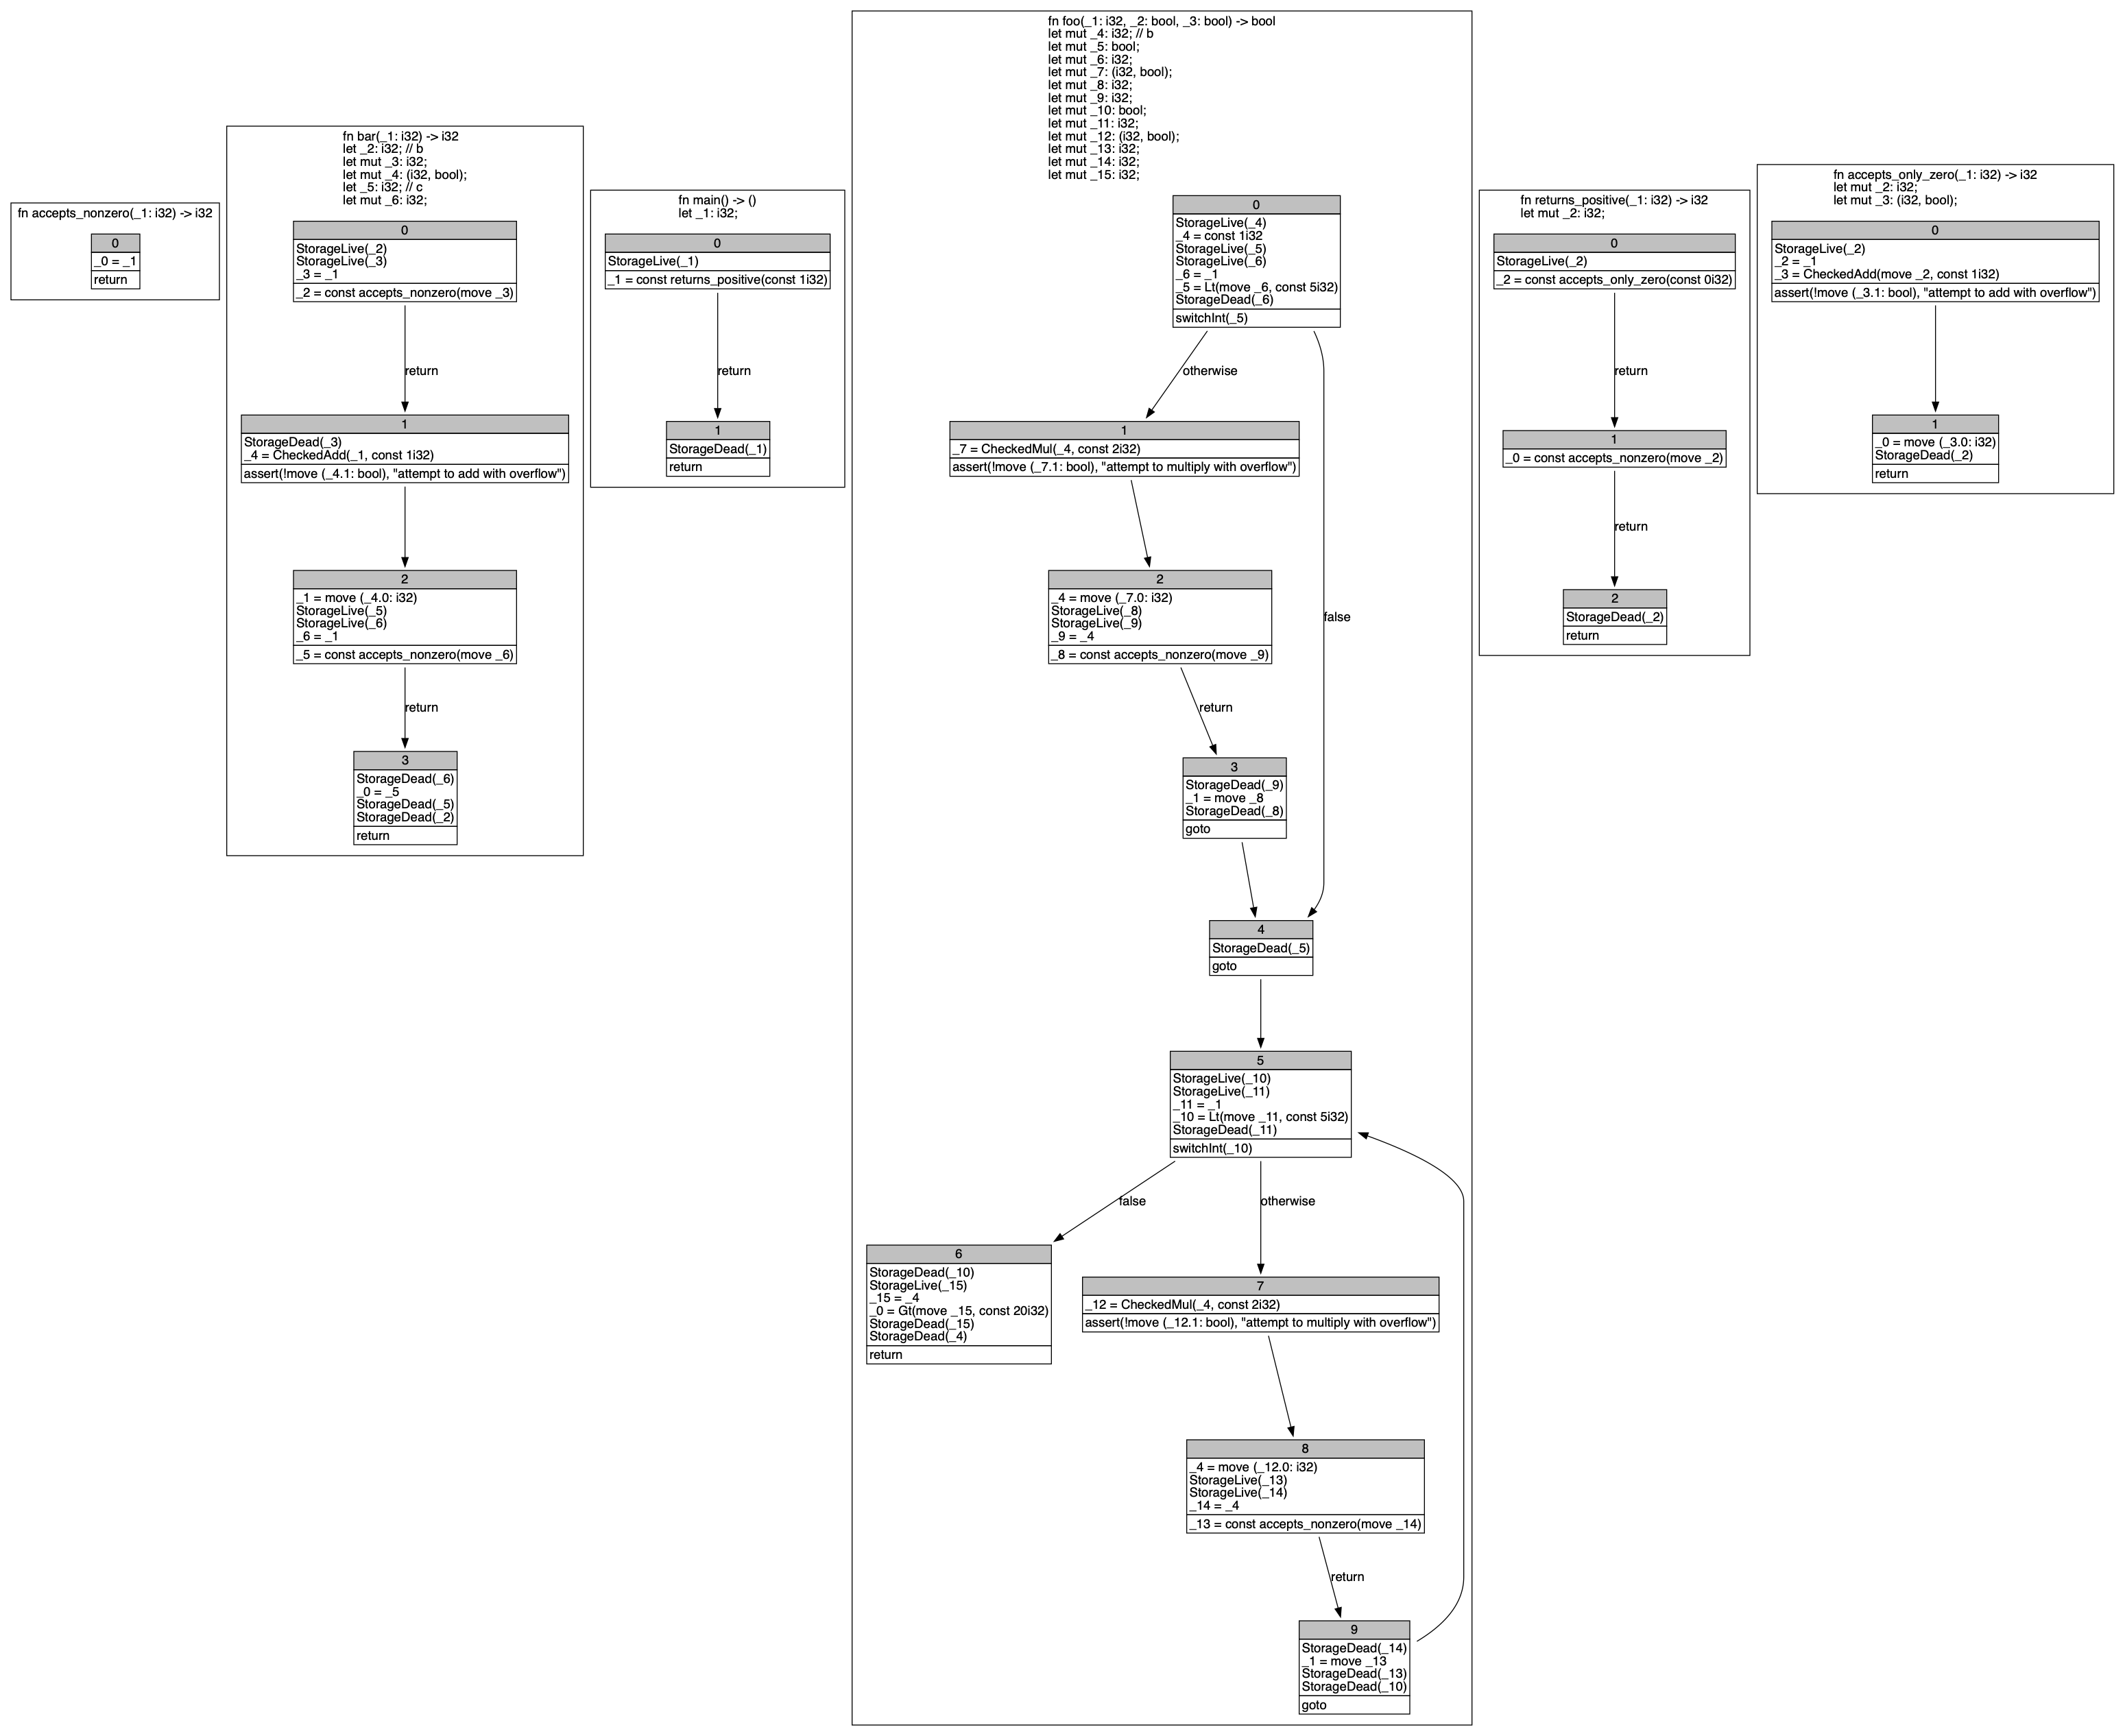 fn accepts_nonzero(_1: i32) -> i32
0
_0 = _1
return
fn bar(_1: i32) -> i32
let _2: i32; // b
let mut _3: i32;
let mut _4: (i32, bool);
let _5: i32; // c
let mut _6: i32;
0
StorageLive(_2)
StorageLive(_3)
_3 = _1
_2 = const accepts_nonzero(move _3)
return
1
StorageDead(_3)
_4 = CheckedAdd(_1, const 1i32)
assert(!move (_4.1: bool), "attempt to add with overflow")
2
_1 = move (_4.0: i32)
StorageLive(_5)
StorageLive(_6)
_6 = _1
_5 = const accepts_nonzero(move _6)
return
3
StorageDead(_6)
_0 = _5
StorageDead(_5)
StorageDead(_2)
return
fn main() -> ()
let _1: i32;
0
StorageLive(_1)
_1 = const returns_positive(const 1i32)
return
1
StorageDead(_1)
return
fn foo(_1: i32, _2: bool, _3: bool) -> bool
let mut _4: i32; // b
let mut _5: bool;
let mut _6: i32;
let mut _7: (i32, bool);
let mut _8: i32;
let mut _9: i32;
let mut _10: bool;
let mut _11: i32;
let mut _12: (i32, bool);
let mut _13: i32;
let mut _14: i32;
let mut _15: i32;
0
StorageLive(_4)
_4 = const 1i32
StorageLive(_5)
StorageLive(_6)
_6 = _1
_5 = Lt(move _6, const 5i32)
StorageDead(_6)
switchInt(_5)
otherwise
1
_7 = CheckedMul(_4, const 2i32)
assert(!move (_7.1: bool), "attempt to multiply with overflow")
2
_4 = move (_7.0: i32)
StorageLive(_8)
StorageLive(_9)
_9 = _4
_8 = const accepts_nonzero(move _9)
false
return
3
StorageDead(_9)
_1 = move _8
StorageDead(_8)
goto
4
StorageDead(_5)
goto
5
StorageLive(_10)
StorageLive(_11)
_11 = _1
_10 = Lt(move _11, const 5i32)
StorageDead(_11)
switchInt(_10)
false
otherwise
6
StorageDead(_10)
StorageLive(_15)
_15 = _4
_0 = Gt(move _15, const 20i32)
StorageDead(_15)
StorageDead(_4)
return
7
_12 = CheckedMul(_4, const 2i32)
assert(!move (_12.1: bool), "attempt to multiply with overflow")
8
_4 = move (_12.0: i32)
StorageLive(_13)
StorageLive(_14)
_14 = _4
_13 = const accepts_nonzero(move _14)
return
9
StorageDead(_14)
_1 = move _13
StorageDead(_13)
StorageDead(_10)
goto
fn returns_positive(_1: i32) -> i32
let mut _2: i32;
0
StorageLive(_2)
_2 = const accepts_only_zero(const 0i32)
return
1
_0 = const accepts_nonzero(move _2)
return
2
StorageDead(_2)
return
fn accepts_only_zero(_1: i32) -> i32
let mut _2: i32;
let mut _3: (i32, bool);
0
StorageLive(_2)
_2 = _1
_3 = CheckedAdd(move _2, const 1i32)
assert(!move (_3.1: bool), "attempt to add with overflow")
1
_0 = move (_3.0: i32)
StorageDead(_2)
return